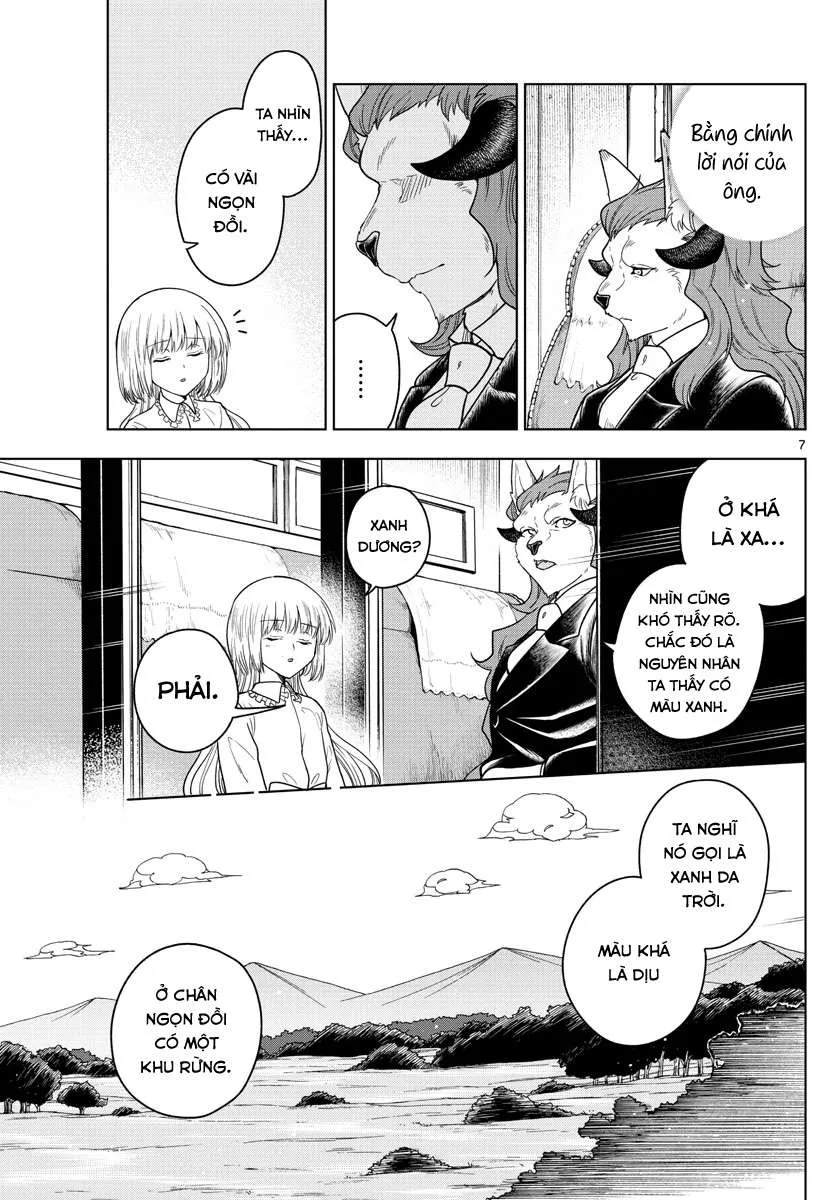 Bằng chính
lời nói của
ông.
......
TA NHÌN
THẤY...
CÓ VÀI
NGỌN
ĐỒI.
7
Ở KHÁ
LÀ XA...
NHÌN CŨNG
KHÓ THẤY RÕ.
CHẮC ĐÓ LÀ
NGUYÊN NHÂN
TA THẤY CÓ
MÀU XANH.
XANH
DƯƠNG?
PHẢI.
TA NGHĨ
NÓ GỌI LÀ
XANH DA
TRỜI.
MÀU KHÁ
LÀ DỊU
Ở CHÂN
NGỌN ĐỒI
CÓ MỘT
KHU RỪNG.